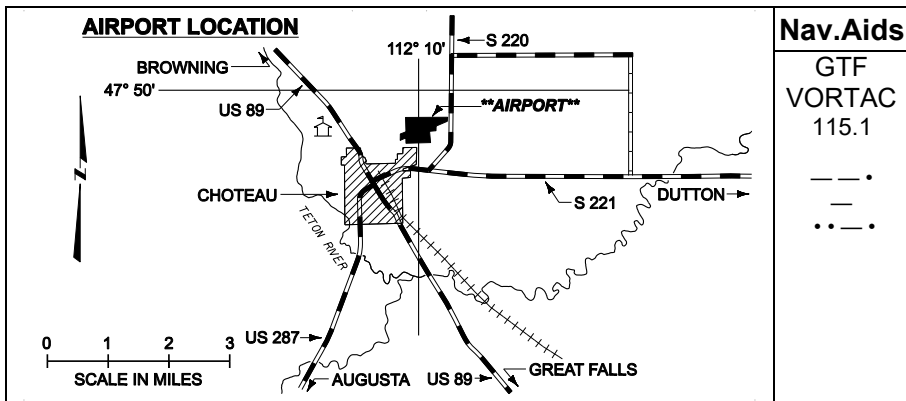 AIRPORT LOCATION
112° 10'
S 220
BROWNING
47° 50'
US 89
**AIRPORT**
CHOTEAU
S 221
DUTTON
TETON RIVER
N
0 1 2 3
SCALE IN MILES
US 287
AUGUSTA
US 89
GREAT FALLS
Nav.Aids
GTF
VORTAC
115.1
— — •
—
• • — •